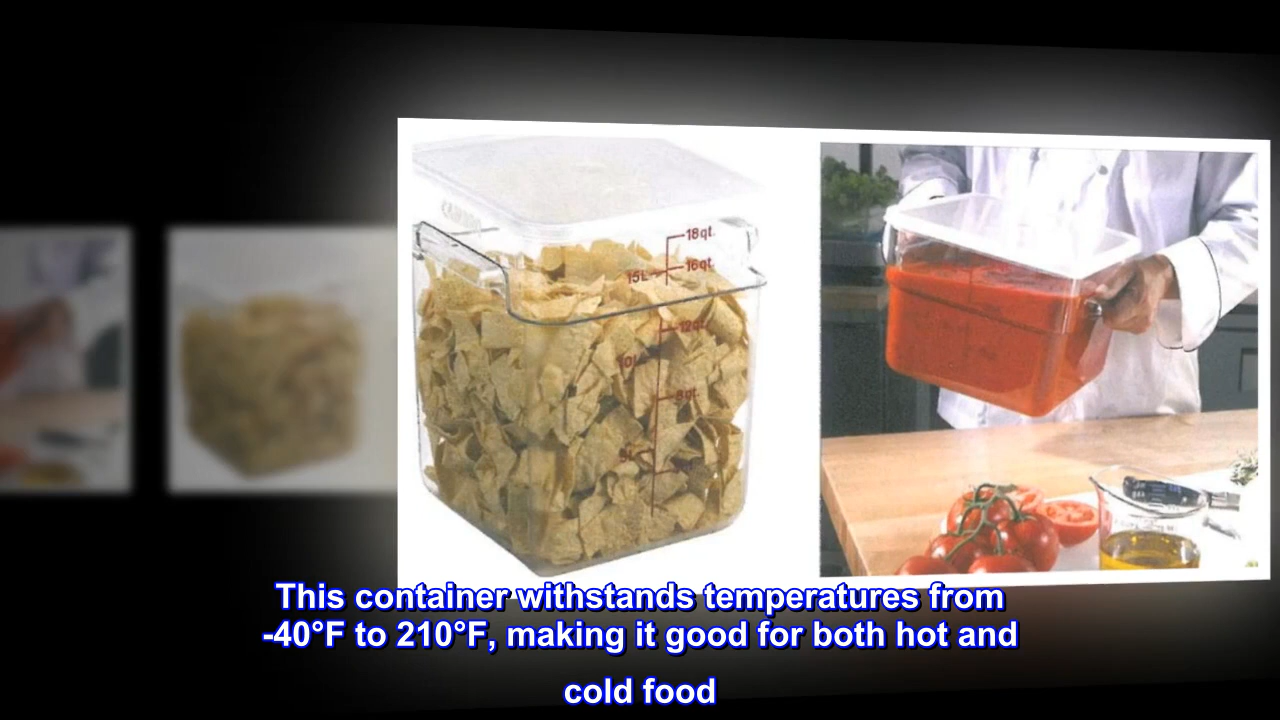 18qt.
15L
16qt.
12qt.
8qt.
This container withstands temperatures from
-40°F to 210°F, making it good for both hot and
cold food